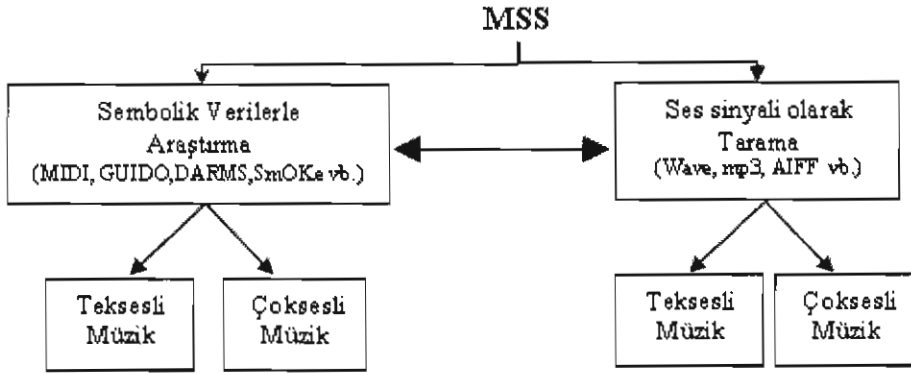 MSS
Sembolik Verilerle
Araştırma
(MIDI, GUIDO,DARMS,SmOKe vb.)
Ses sinyali olarak
Tarama
(Wave, mp3, AIFF vb.)
Teksesli
Müzik
Çoksesli
Müzik
Teksesli
Müzik
Çoksesli
Müzik